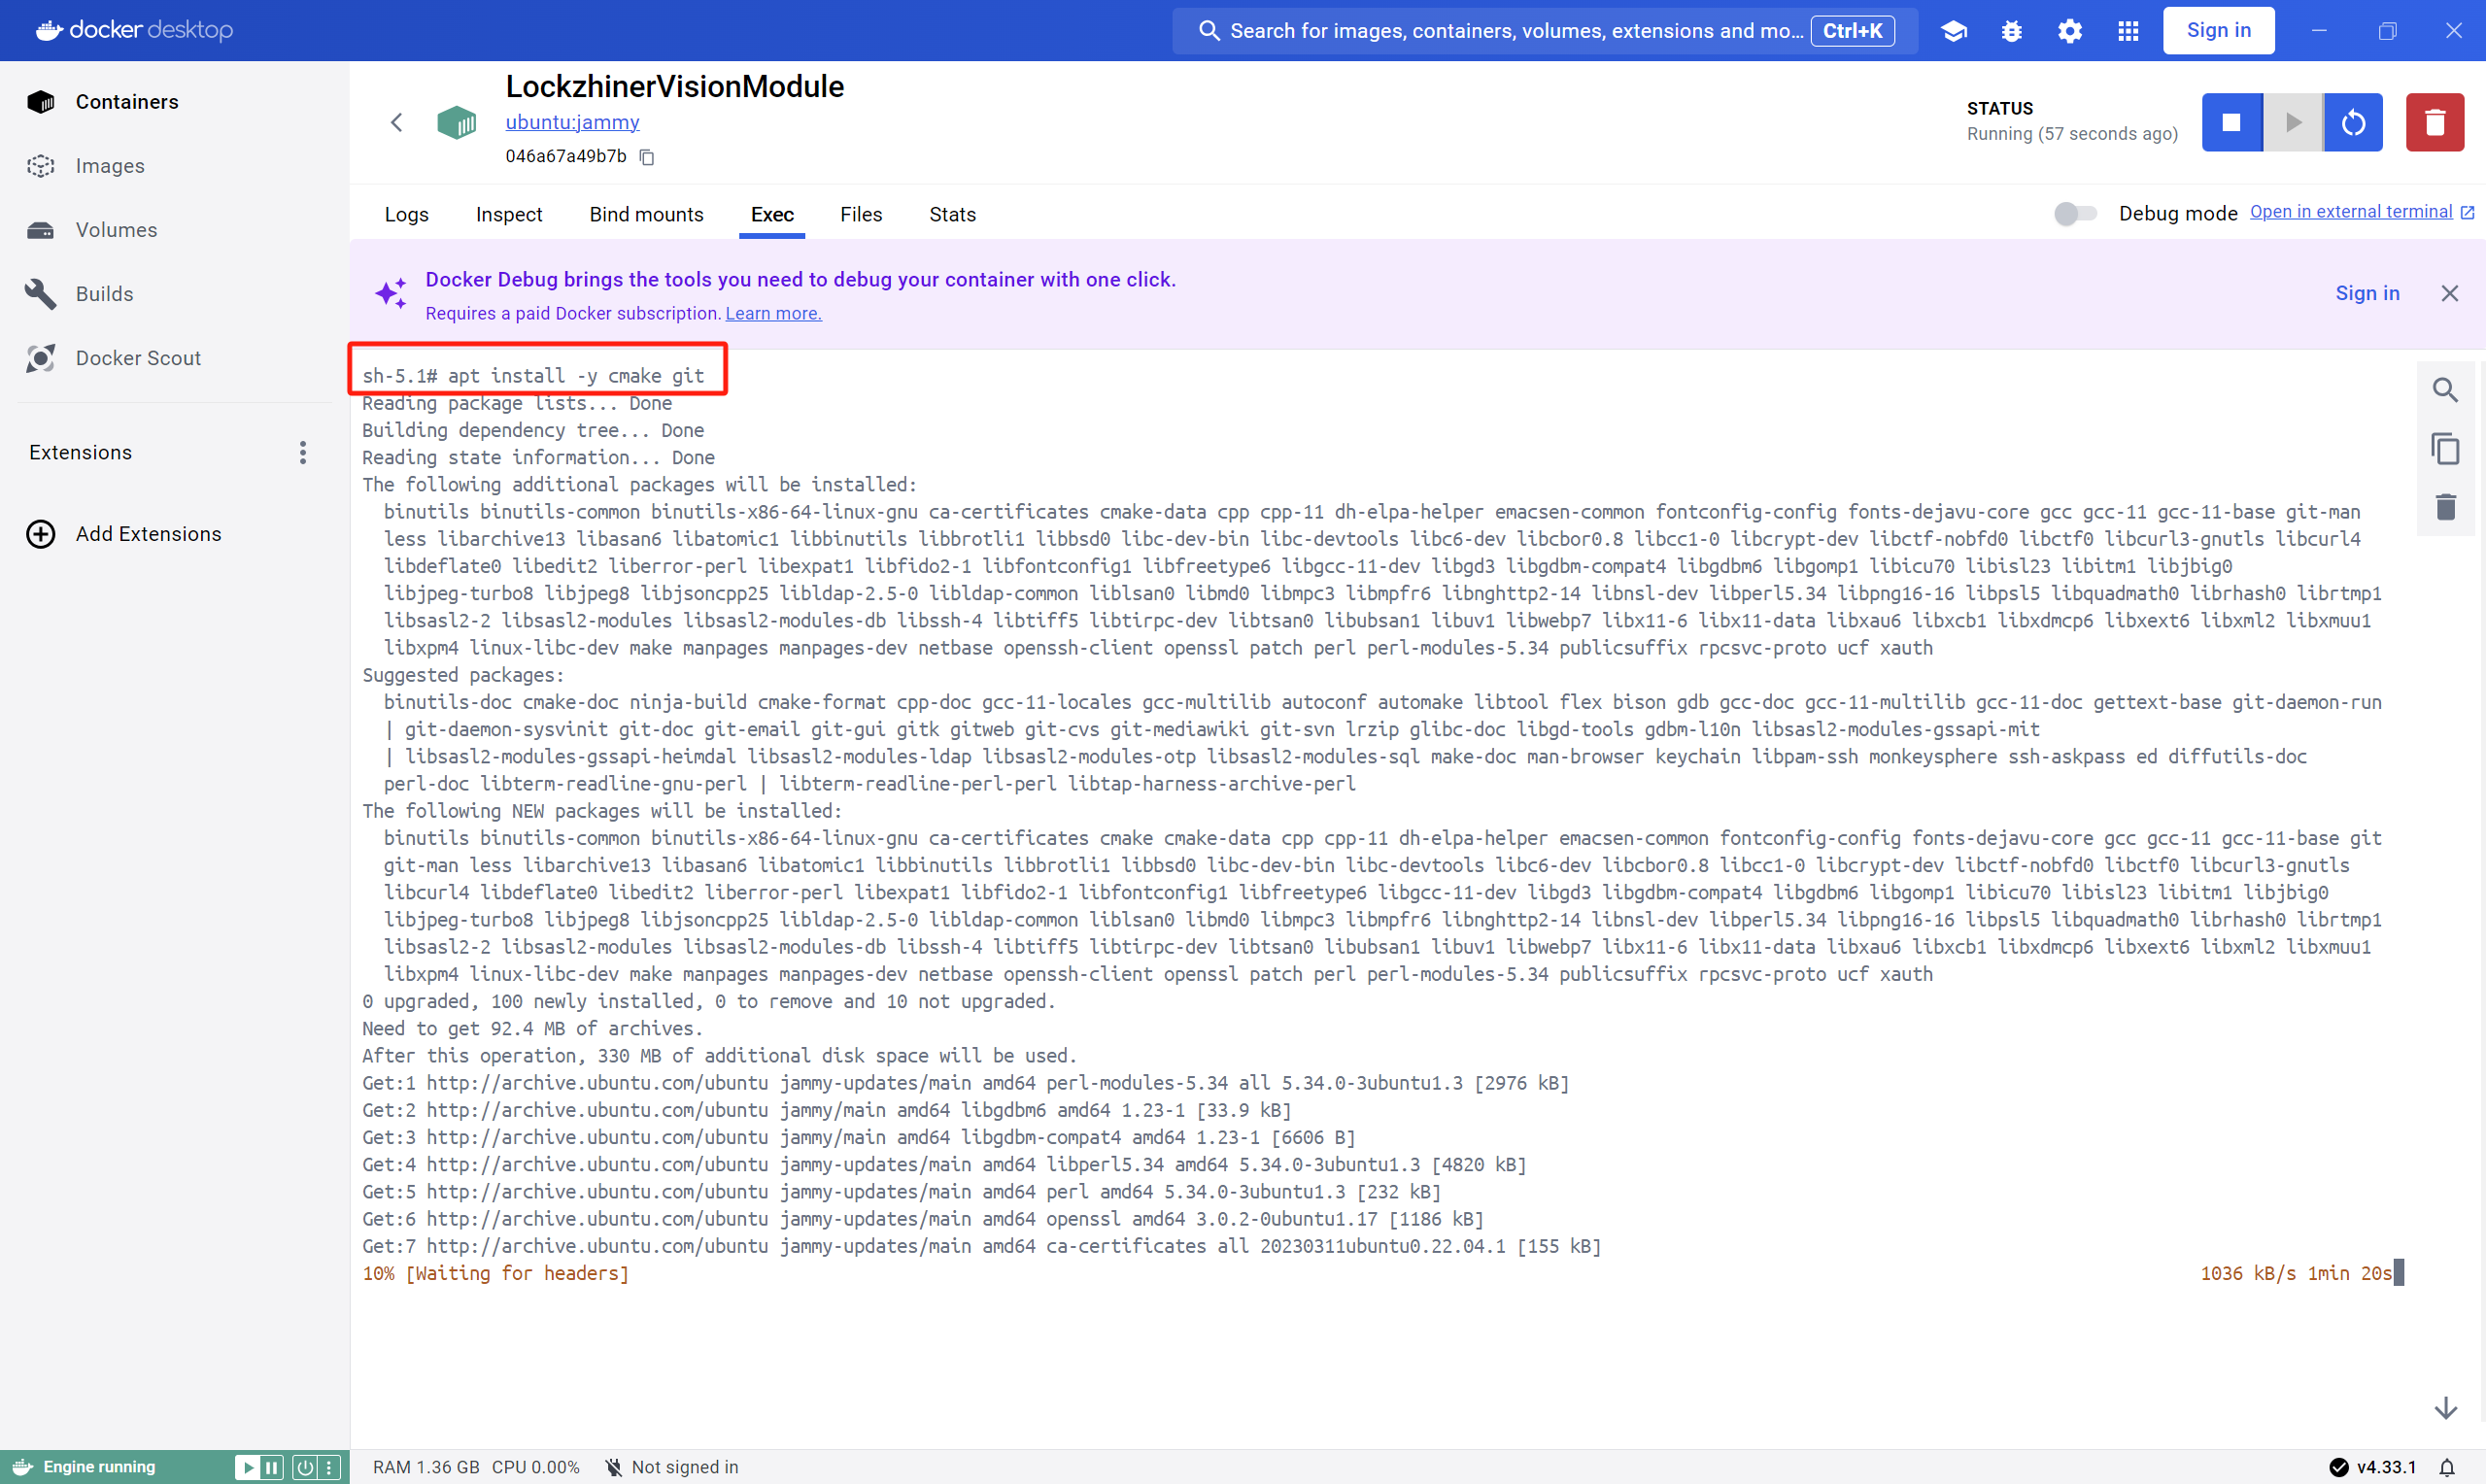 docker desktop
Search for images, containers, volumes, extensions and mo... Ctrl+K
Sign in
Containers
Images
Volumes
Builds
Docker Scout
Extensions
Add Extensions
LockzhinerVisionModule
ubuntu:jammy
046a67a49b7b
STATUS
Running (57 seconds ago)
Logs Inspect Bind mounts Exec Files Stats
Debug mode Open in external terminal
Docker Debug brings the tools you need to debug your container with one click.
Requires a paid Docker subscription. Learn more.
Sign in
sh-5.1# apt install -y cmake git
Reading package lists... Done
Building dependency tree... Done
Reading state information... Done
The following additional packages will be installed:
binutils binutils-common binutils-x86-64-linux-gnu ca-certificates cmake-data cpp cpp-11 dh-elpa-helper emacsen-common fontconfig-config fonts-dejavu-core gcc gcc-11 gcc-11-base git-man
less libarchive13 libasan6 libatomic1 libbinutils libbrotli1 libbsd0 libc-dev-bin libc-devtools libc6-dev libcbor0.8 libcc1-0 libcrypt-dev libctf-nobfd0 libctf0 libcurl3-gnutls libcurl4
libdeflate0 libedit2 liberror-perl libexpat1 libfido2-1 libfontconfig1 libfreetype6 libgcc-11-dev libgd3 libgdbm-compat4 libgdbm6 libgomp1 libicu70 libisl23 libitm1 libjbig0
libjpeg-turbo8 libjpeg8 libjsoncpp25 libldap-2.5-0 libldap-common liblsan0 libmd0 libmpc3 libmpfr6 libnghttp2-14 libnsl-dev libperl5.34 libpng16-16 libpsl5 libquadmath0 librhash0 librtmp1
libsasl2-2 libsasl2-modules libsasl2-modules-db libssh-4 libtiff5 libtirpc-dev libtsan0 libubsan1 libuv1 libwebp7 libx11-6 libx11-data libxau6 libxcb1 libxdmcp6 libxext6 libxml2 libxmuu1
libxpm4 linux-libc-dev make manpages manpages-dev netbase openssh-client openssl patch perl perl-modules-5.34 publicsuffix rpcsvc-proto ucf xauth
Suggested packages:
binutils-doc cmake-doc ninja-build cmake-format cpp-doc gcc-11-locales gcc-multilib autoconf automake libtool flex bison gdb gcc-doc gcc-11-multilib gcc-11-doc gettext-base git-daemon-run
| git-daemon-sysvinit git-doc git-email git-gui gitk gitweb git-cvs git-mediawiki git-svn lrzip glibc-doc libgd-tools gdbm-l10n libsasl2-modules-gssapi-mit
| libsasl2-modules-gssapi-heimdal libsasl2-modules-ldap libsasl2-modules-otp libsasl2-modules-sql make-doc man-browser keychain libpam-ssh monkeysphere ssh-askpass ed diffutils-doc
perl-doc libterm-readline-gnu-perl | libterm-readline-perl-perl libtap-harness-archive-perl
The following NEW packages will be installed:
binutils binutils-common binutils-x86-64-linux-gnu ca-certificates cmake cmake-data cpp cpp-11 dh-elpa-helper emacsen-common fontconfig-config fonts-dejavu-core gcc gcc-11 gcc-11-base git
git-man less libarchive13 libasan6 libatomic1 libbinutils libbrotli1 libbsd0 libc-dev-bin libc-devtools libc6-dev libcbor0.8 libcc1-0 libcrypt-dev libctf-nobfd0 libctf0 libcurl3-gnutls
libcurl4 libdeflate0 libedit2 liberror-perl libexpat1 libfido2-1 libfontconfig1 libfreetype6 libgcc-11-dev libgd3 libgdbm-compat4 libgdbm6 libgomp1 libicu70 libisl23 libitm1 libjbig0
libjpeg-turbo8 libjpeg8 libjsoncpp25 libldap-2.5-0 libldap-common liblsan0 libmd0 libmpc3 libmpfr6 libnghttp2-14 libnsl-dev libperl5.34 libpng16-16 libpsl5 libquadmath0 librhash0 librtmp1
libsasl2-2 libsasl2-modules libsasl2-modules-db libssh-4 libtiff5 libtirpc-dev libtsan0 libubsan1 libuv1 libwebp7 libx11-6 libx11-data libxau6 libxcb1 libxdmcp6 libxext6 libxml2 libxmuu1
libxpm4 linux-libc-dev make manpages manpages-dev netbase openssh-client openssl patch perl perl-modules-5.34 publicsuffix rpcsvc-proto ucf xauth
0 upgraded, 100 newly installed, 0 to remove and 10 not upgraded.
Need to get 92.4 MB of archives.
After this operation, 330 MB of additional disk space will be used.
Get:1 http://archive.ubuntu.com/ubuntu jammy-updates/main amd64 perl-modules-5.34 all 5.34.0-3ubuntu1.3 [2976 kB]
Get:2 http://archive.ubuntu.com/ubuntu jammy/main amd64 libgdbm6 amd64 1.23-1 [33.9 kB]
Get:3 http://archive.ubuntu.com/ubuntu jammy/main amd64 libgdbm-compat4 amd64 1.23-1 [6606 B]
Get:4 http://archive.ubuntu.com/ubuntu jammy-updates/main amd64 libperl5.34 amd64 5.34.0-3ubuntu1.3 [4820 kB]
Get:5 http://archive.ubuntu.com/ubuntu jammy-updates/main amd64 perl amd64 5.34.0-3ubuntu1.3 [232 kB]
Get:6 http://archive.ubuntu.com/ubuntu jammy-updates/main amd64 openssl amd64 3.0.2-0ubuntu1.17 [1186 kB]
Get:7 http://archive.ubuntu.com/ubuntu jammy-updates/main amd64 ca-certificates all 20230311ubuntu0.22.04.1 [155 kB]
10% [Waiting for headers] 1036 kB/s 1min 20s
Engine running
RAM 1.36 GB CPU 0.00% Not signed in
v4.33.1